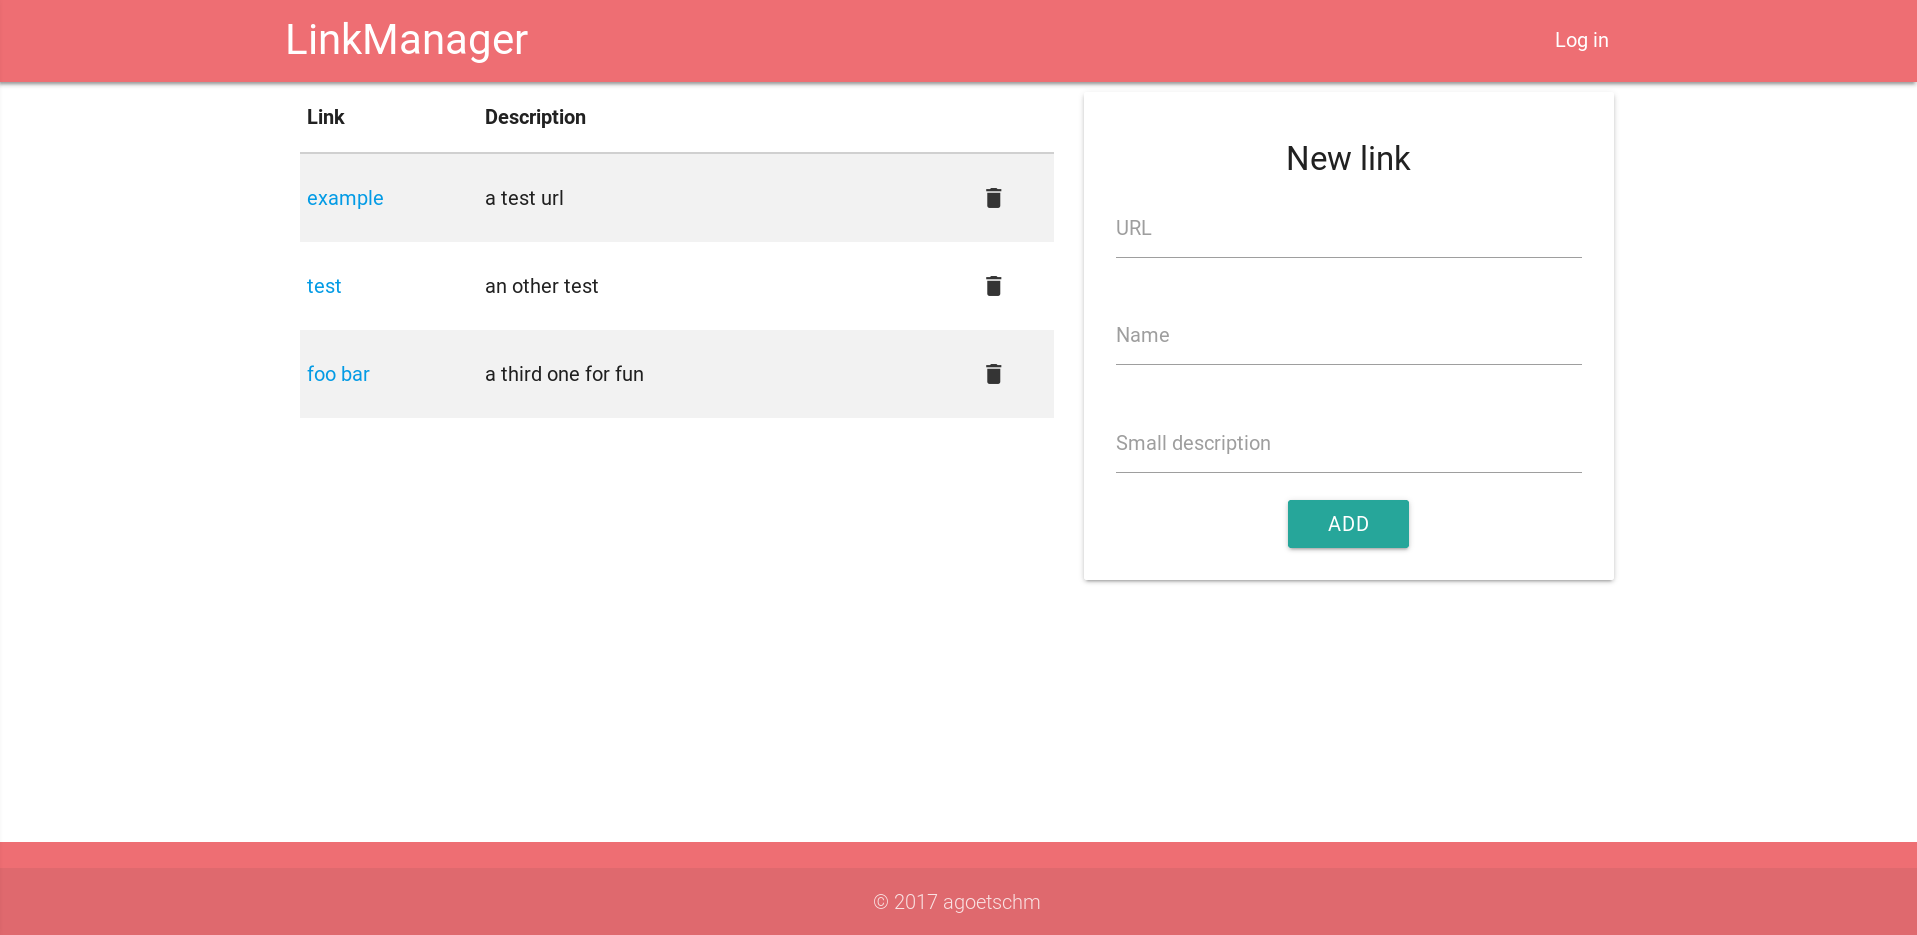 LinkManager
Log in
Link Description
example a test url
test an other test
foo bar a third one for fun
New link
URL
Name
Small description
ADD
© 2017 agoetschm